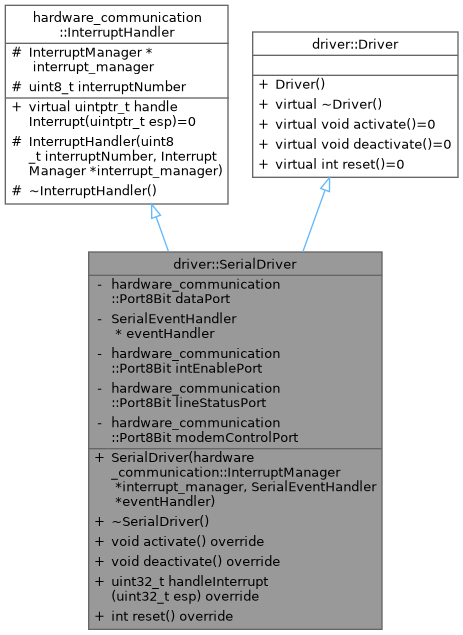 hardware_communication
::InterruptHandler
# InterruptManager *
interrupt_manager
# uint8_t interruptNumber
+ virtual uintptr_t handle
Interrupt(uintptr_t esp)=0
# InterruptHandler(uint8
_t interruptNumber, Interrupt
Manager *interrupt_manager)
# ~InterruptHandler()
driver::Driver
+ Driver()
+ virtual ~Driver()
+ virtual void activate()=0
+ virtual void deactivate()=0
+ virtual int reset()=0
driver::SerialDriver
- hardware_communication
::Port8Bit dataPort
- SerialEventHandler
* eventHandler
- hardware_communication
::Port8Bit intEnablePort
- hardware_communication
::Port8Bit lineStatusPort
- hardware_communication
::Port8Bit modemControlPort
+ SerialDriver(hardware
_communication::InterruptManager
*interrupt_manager, SerialEventHandler
*eventHandler)
+ ~SerialDriver()
+ void activate() override
+ void deactivate() override
+ uint32_t handleInterrupt
(uint32_t esp) override
+ int reset() override